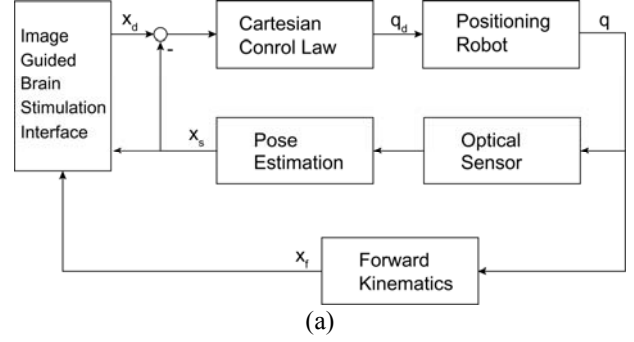 Image
Guided
Brain
Stimulation
Interface
x_d
-
Cartesian
Conrol Law
q_d
Positioning
Robot
q
x_s
Pose
Estimation
Optical
Sensor
x_f
Forward
Kinematics
(a)